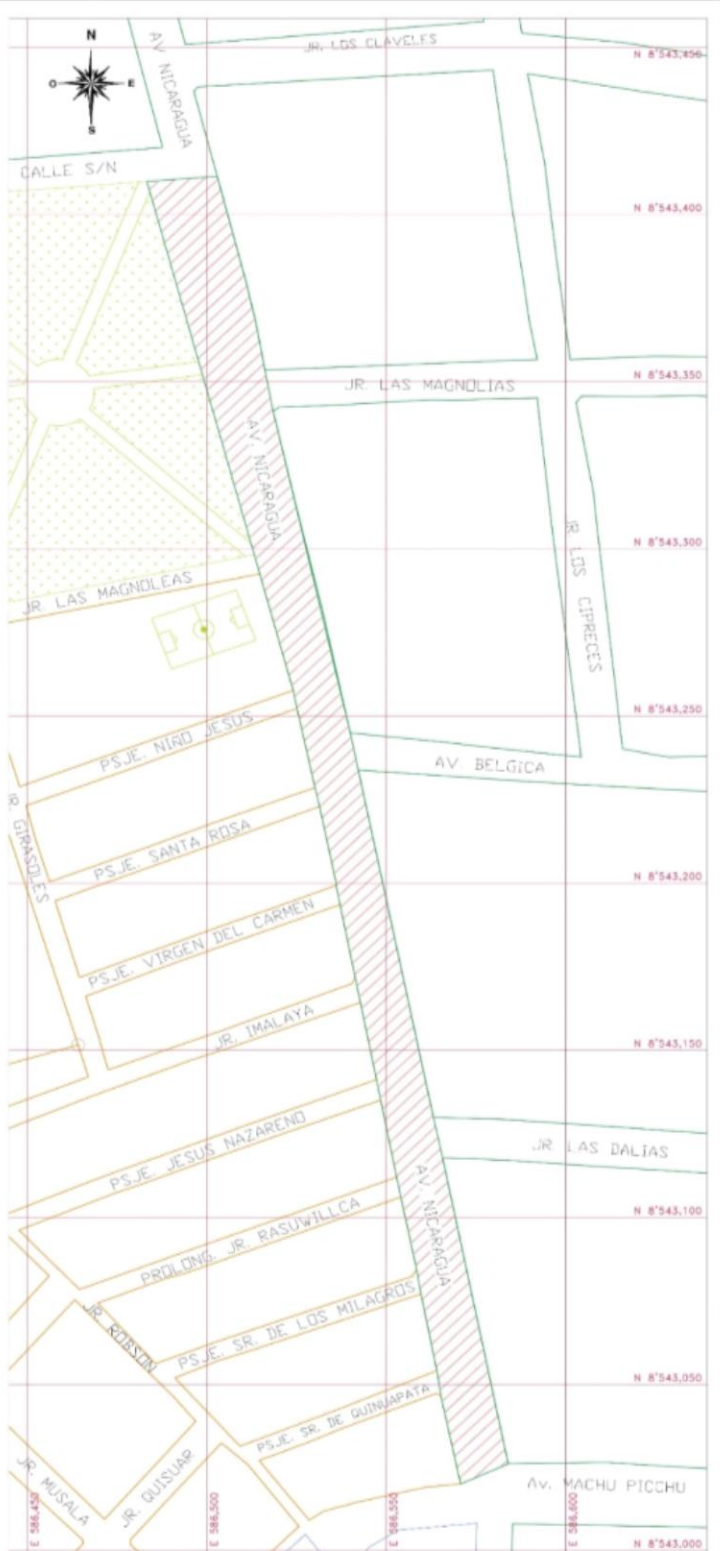 N
O
E
S
AV NICARAGUA
JR. LOS CLAVELES
N 8'543,450
CALLE S/N
N 8'543,400
JR. LAS MAGNOLIAS
N 8'543,350
AV. NICARAGUA
N 8'543,300
JR LOS CIPRECES
JR. LAS MAGNOLEAS
N 8'543,250
PSJE. NIÑO JESUS
AV BELGICA
JR. GIRASOLES
PSJE. SANTA ROSA
N 8'543,200
PSJE. VIRGEN DEL CARMEN
JR. IMALAYA
N 8'543,150
PSJE. JESUS NAZARENO
JR. LAS DALIAS
AV. NICARAGUA
N 8'543,100
PROLONG. JR. RASUWILLCA
PSJE. SR. DE LOS MILAGROS
JR. ROBSON
N 8'543,050
PSJE. SR. DE QUINUAPATA
JR. MUSALA
JR. QUISUAR
Av. MACHU PICCHU
E 586,450
E 586,500
E 586,550
E 586,600
N 8'543,000